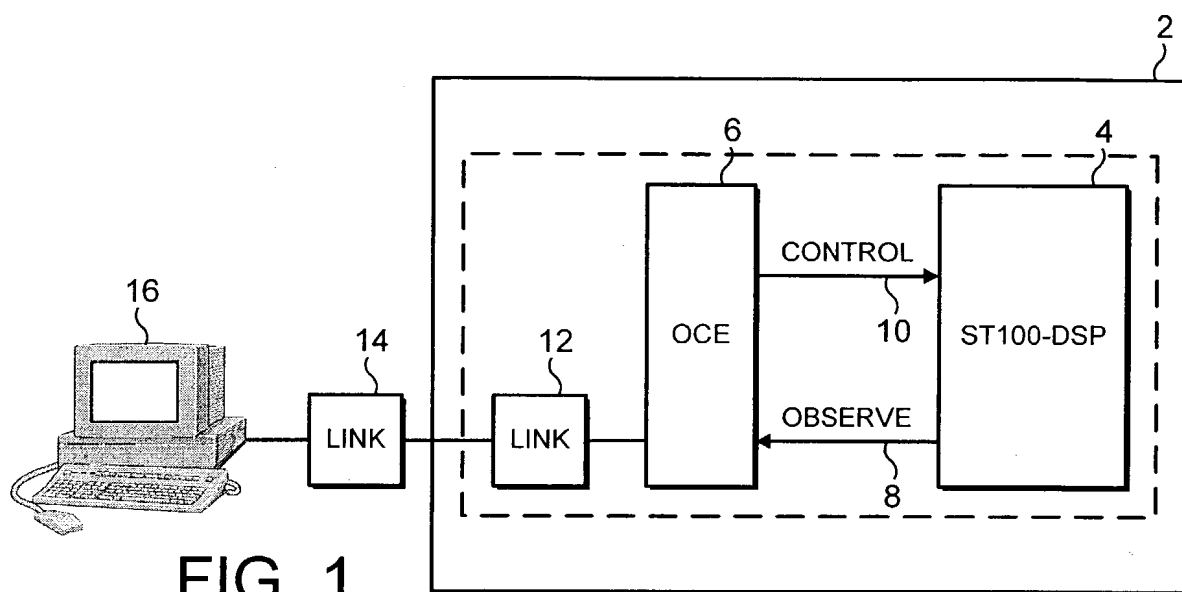 2
6
4
CONTROL
16
10
14
12
OCE
ST100-DSP
LINK
LINK
OBSERVE
8
FIG. 1